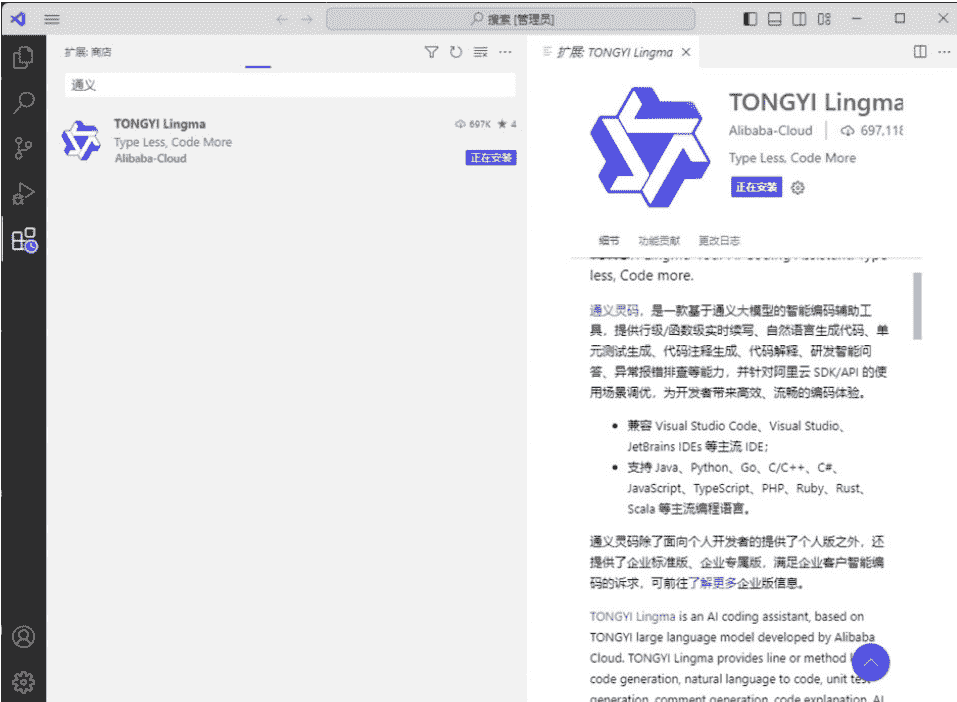 搜索 [管理员]
扩展: 商店
通义
TONGYI Lingma
697K ★ 4
Type Less, Code More
Alibaba-Cloud
正在安装
扩展: TONGYI Lingma
TONGYI Lingma
Alibaba-Cloud
697,118
Type Less, Code More
正在安装
细节 功能贡献 更改日志
less, Code more.
通义灵码，是一款基于通义大模型的智能编码辅助工
具，提供行级/函数级实时续写、自然语言生成代码、单
元测试生成、代码注释生成、代码解释、研发智能问
答、异常报错排查等能力，并针对阿里云 SDK/API 的使
用场景调优，为开发者带来高效、流畅的编码体验。
• 兼容 Visual Studio Code、Visual Studio、
JetBrains IDEs 等主流 IDE;
• 支持 Java、Python、Go、C/C++、C#、
JavaScript、TypeScript、PHP、Ruby、Rust、
Scala 等主流编程语言。
通义灵码除了面向个人开发者的提供了个人版之外，还
提供了企业标准版、企业专属版，满足企业客户智能编
码的诉求，可前往了解更多企业版信息。
TONGYI Lingma is an AI coding assistant, based on
TONGYI large language model developed by Alibaba
Cloud. TONGYI Lingma provides line or method
code generation, natural language to code, unit test
generation, comment generation, code explanation, AI